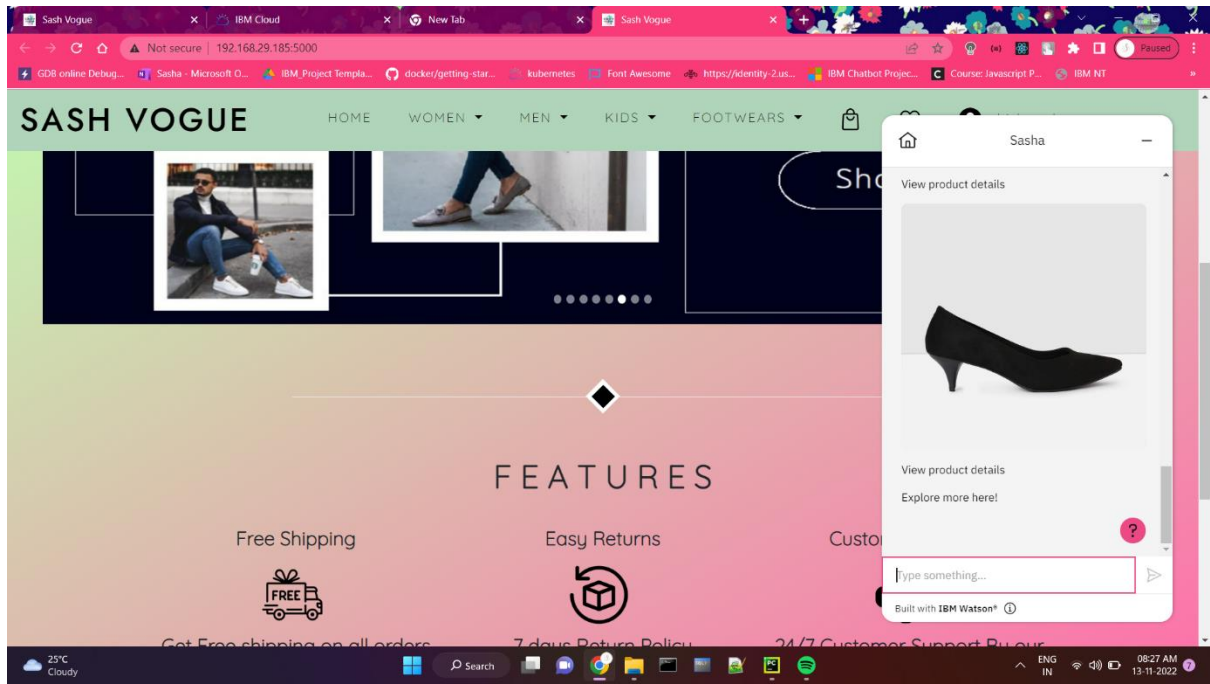 Sash Vogue
IBM Cloud
New Tab
Sash Vogue
Not secure | 192.168.29.185:5000
Paused
GDB online Debug...
Sasha - Microsoft O...
IBM_Project Templa...
docker/getting-star...
kubernetes
Font Awesome
https://identity-2.us...
IBM Chatbot Projec...
Course: Javascript P...
IBM NT
SASH VOGUE
HOME
WOMEN
MEN
KIDS
FOOTWEARS
Sasha
View product details
View product details
Explore more here!
?
Type something...
Built with IBM Watson®
FEATURES
Free Shipping
Easy Returns
FREE
Get Free shipping on all orders
7 days Return Policy
24/7 Customer Support By our
25°C
Cloudy
Search
ENG
IN
08:27 AM
13-11-2022
7